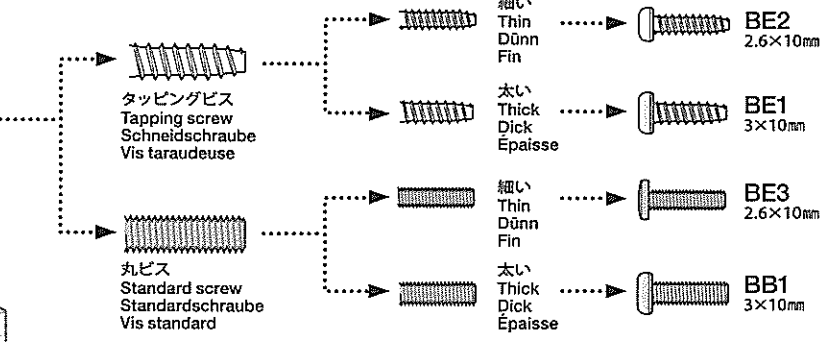 細い
Thin
Dünn
Fin
BE2
2.6×10mm
タッピングビス
Tapping screw
Schneidschraube
Vis taraudeuse
太い
Thick
Dick
Épaisse
BE1
3×10mm
細い
Thin
Dünn
Fin
BE3
2.6×10mm
丸ビス
Standard screw
Standardschraube
Vis standard
太い
Thick
Dick
Épaisse
BB1
3×10mm